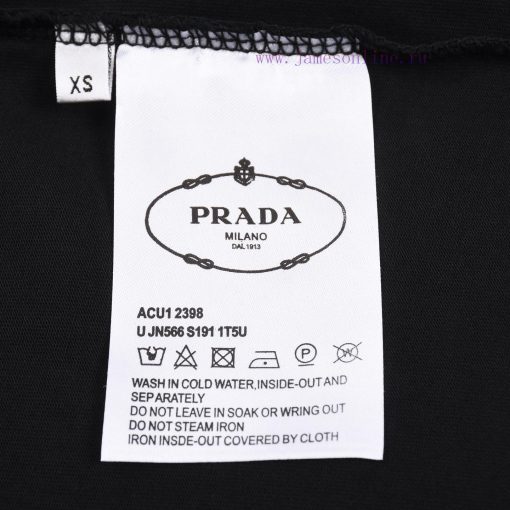 www.jamesonline.ru
XS
PRADA
MILANO
DAL 1913
ACU1 2398
U JN566 S191 1T5U
P
WASH IN COLD WATER,INSIDE-OUT AND
SEPARATELY
DO NOT LEAVE IN SOAK OR WRING OUT
DO NOT STEAM IRON
IRON INSDE-OUT COVERED BY CLOTH